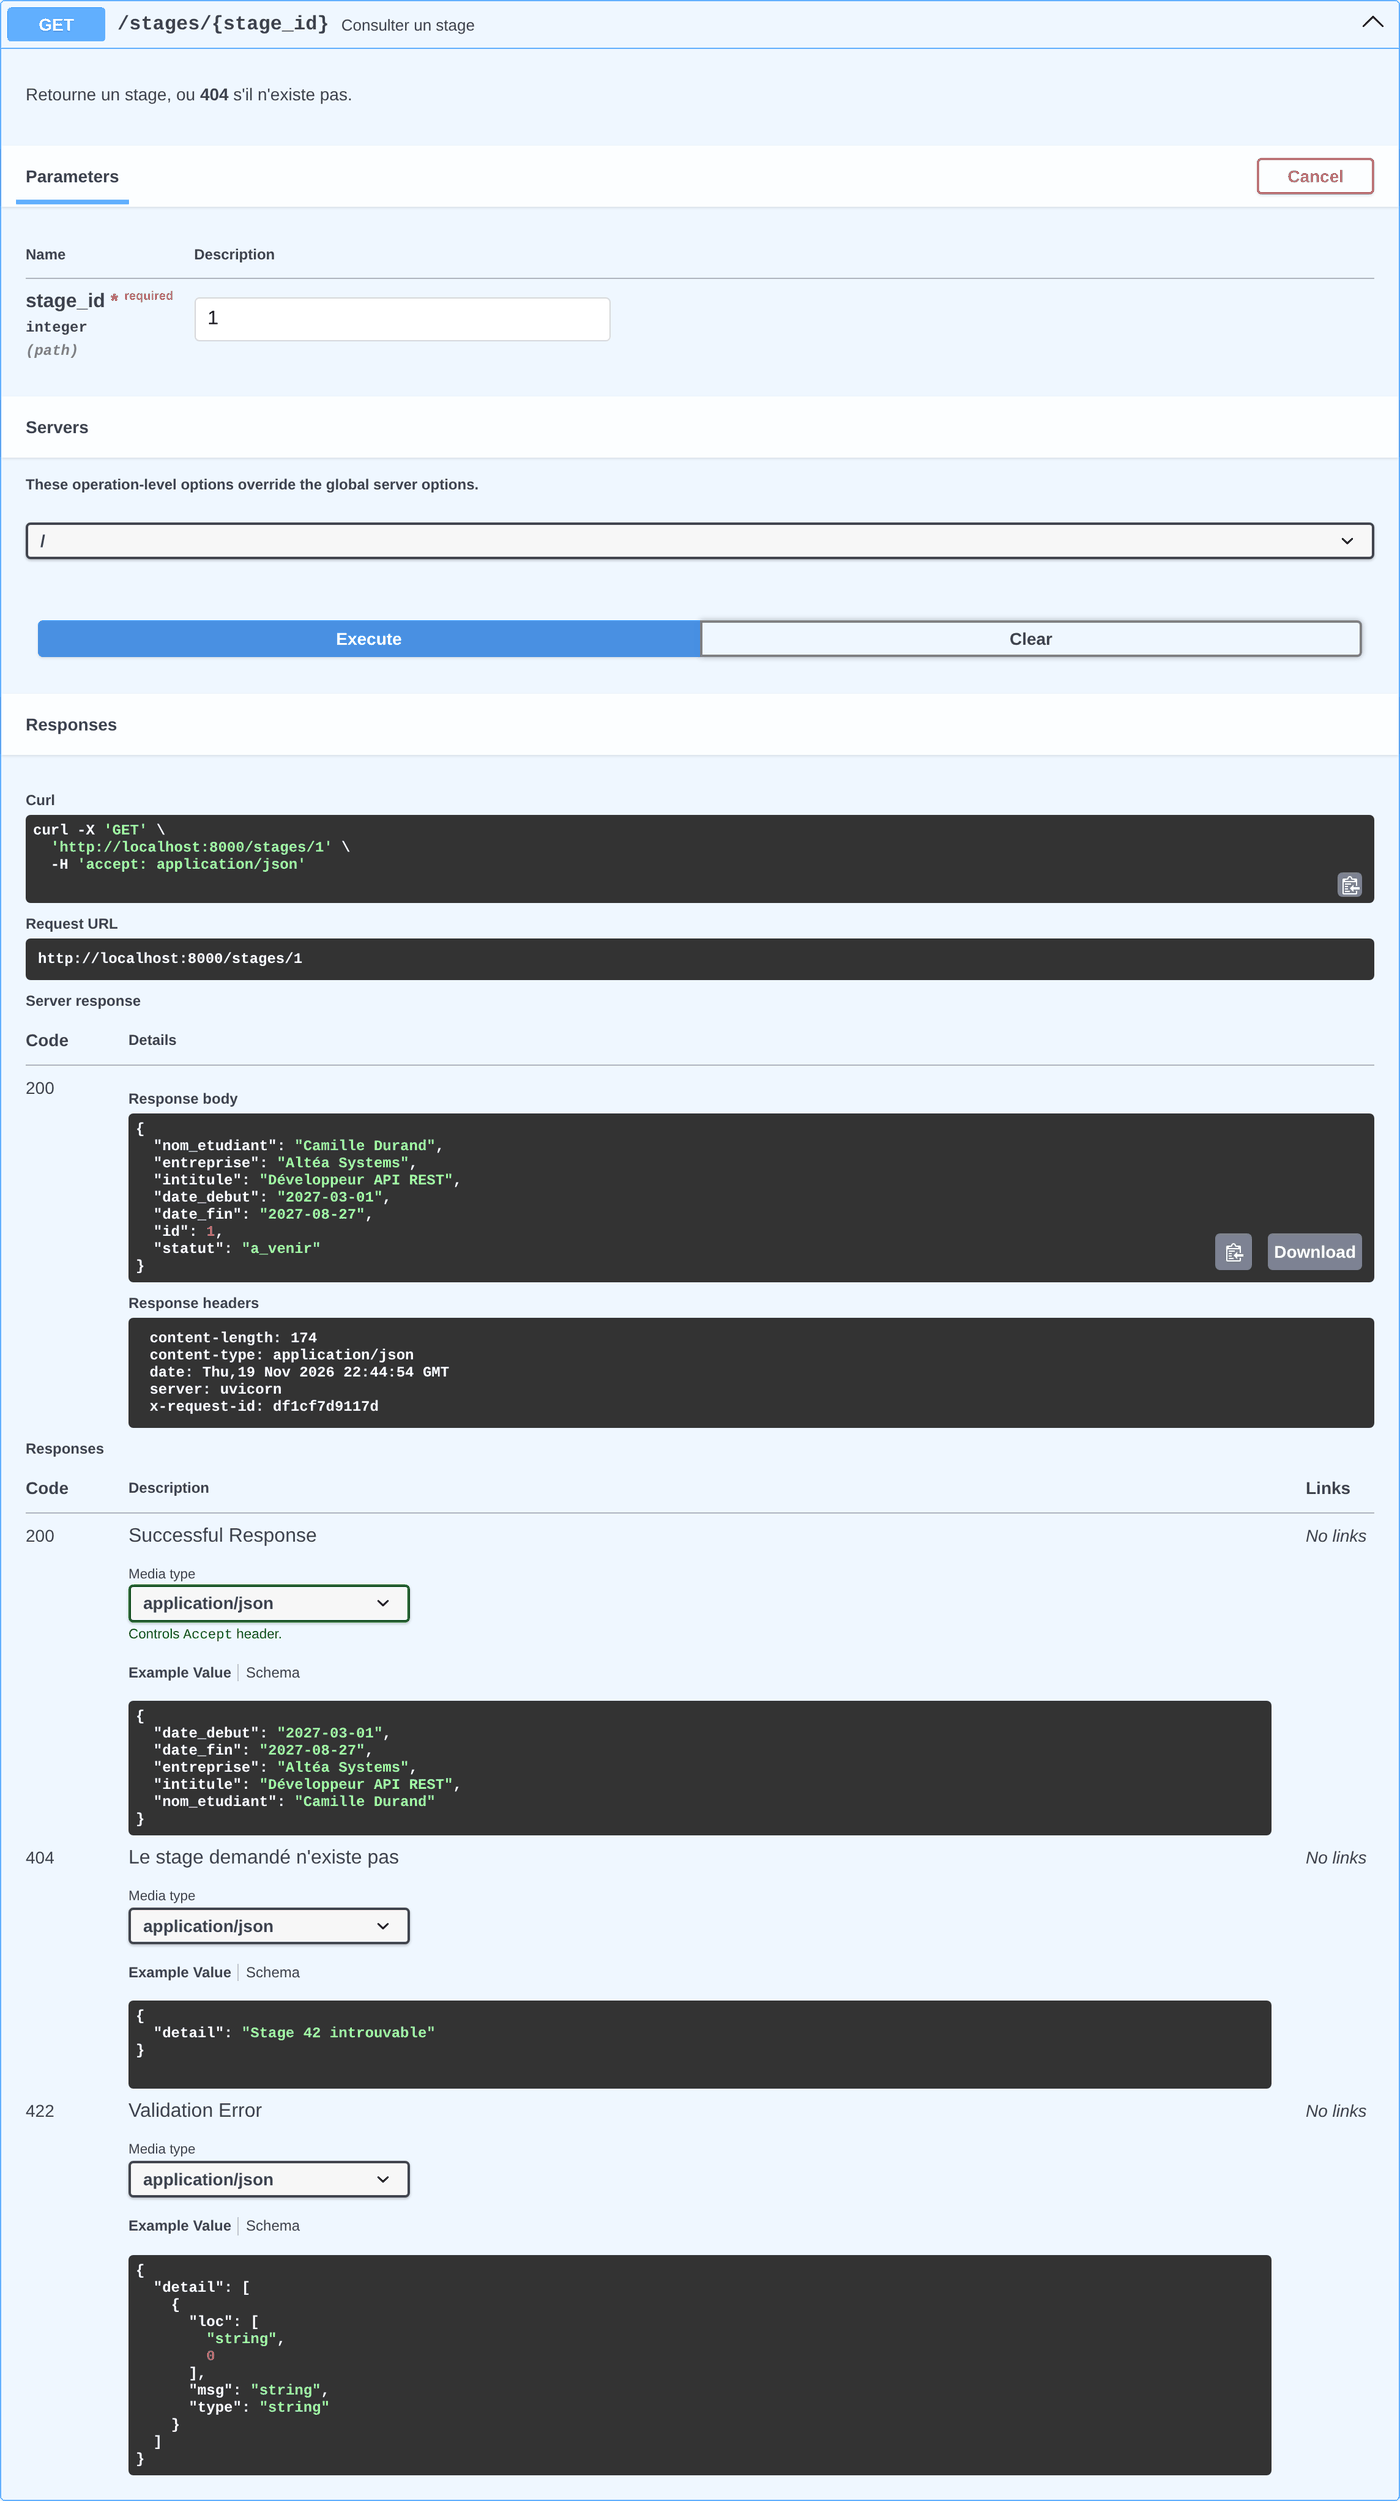 GET /stages/{stage_id} Consulter un stage
Retourne un stage, ou 404 s'il n'existe pas.
Parameters
Cancel
Name Description
stage_id * required
integer
(path)
1
Servers
These operation-level options override the global server options.
/
Execute
Clear
Responses
Curl
curl -X 'GET' \
  'http://localhost:8000/stages/1' \
  -H 'accept: application/json'
Request URL
http://localhost:8000/stages/1
Server response
Code Details
200
Response body
{
  "nom_etudiant": "Camille Durand",
  "entreprise": "Altéa Systems",
  "intitule": "Développeur API REST",
  "date_debut": "2027-03-01",
  "date_fin": "2027-08-27",
  "id": 1,
  "statut": "a_venir"
}
Download
Response headers
content-length: 174
content-type: application/json
date: Thu,19 Nov 2026 22:44:54 GMT
server: uvicorn
x-request-id: df1cf7d9117d
Responses
Code Description Links
200 Successful Response No links
Media type
application/json
Controls Accept header.
Example Value Schema
{
  "date_debut": "2027-03-01",
  "date_fin": "2027-08-27",
  "entreprise": "Altéa Systems",
  "intitule": "Développeur API REST",
  "nom_etudiant": "Camille Durand"
}
404 Le stage demandé n'existe pas No links
Media type
application/json
Example Value Schema
{
  "detail": "Stage 42 introuvable"
}
422 Validation Error No links
Media type
application/json
Example Value Schema
{
  "detail": [
    {
      "loc": [
        "string",
        0
      ],
      "msg": "string",
      "type": "string"
    }
  ]
}